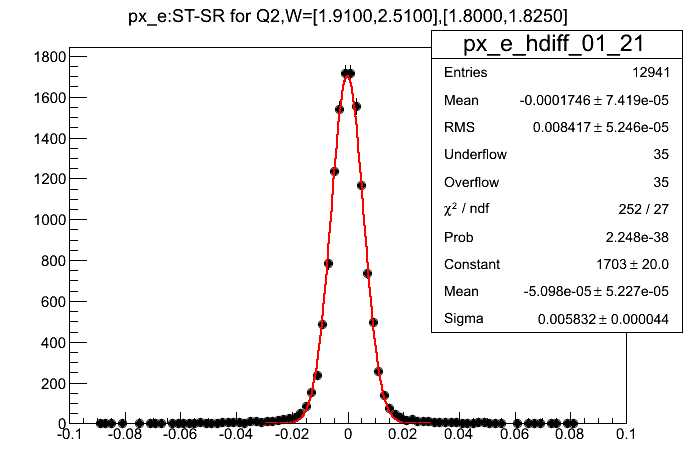 px_e:ST-SR for Q2,W=[1.9100,2.5100],[1.8000,1.8250]
px_e_hdiff_01_21
Entries 12941
Mean -0.0001746 ± 7.419e-05
RMS 0.008417 ± 5.246e-05
Underflow 35
Overflow 35
χ² / ndf 252 / 27
Prob 2.248e-38
Constant 1703 ± 20.0
Mean -5.098e-05 ± 5.227e-05
Sigma 0.005832 ± 0.000044
1800
1600
1400
1200
1000
800
600
400
200
0
-0.1 -0.08 -0.06 -0.04 -0.02 0 0.02 0.04 0.06 0.08 0.1